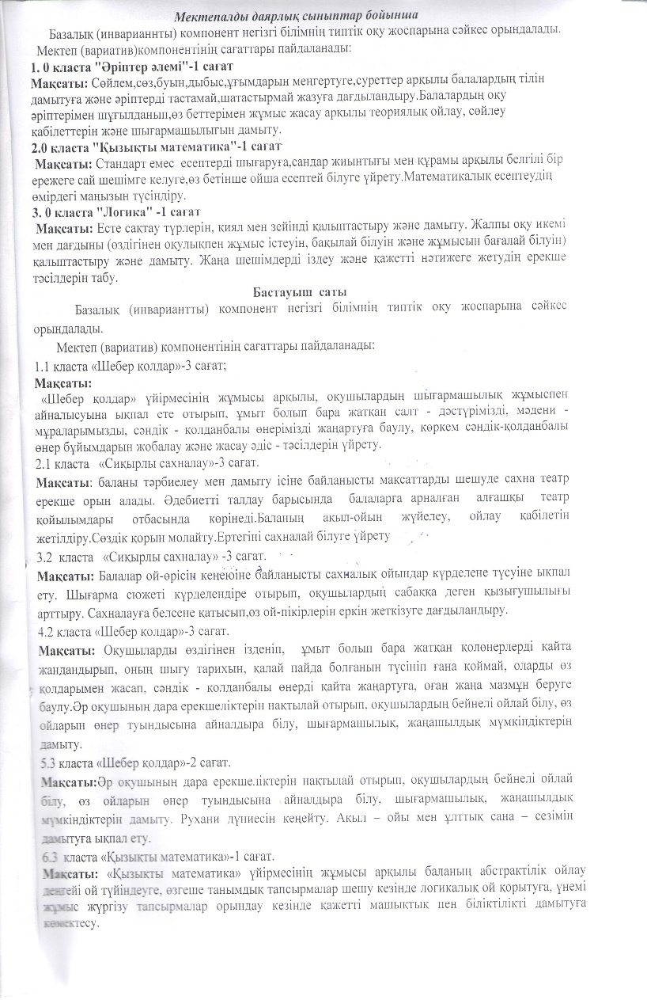 Мектепалды даярлық сыныптар бойынша
Базалық (инварианнты) компонент негізгі білімнің типтік оқу жоспарына сәйкес орындалады.
Мектеп (вариатив)компонентінің сағаттары пайдаланады:
1. 0 класта "Әріптер әлемі"-1 сағат
Мақсаты: Сөйлем,сөз,буын,дыбыс,ұғымдарын меңгертуге,суреттер арқылы балалардың тілін
дамытуға және әріптерді тастамай,шатастырмай жазуға дағдыландыру.Балалардың оқу
әріптерімен шұғылданып,өз беттерімен жұмыс жасау арқылы теориялық ойлау, сөйлеу
қабілеттерін және шығармашылығын дамыту.
2.0 класта "Қызықты математика"-1 сағат
Мақсаты: Стандарт емес есептерді шығаруға,сандар жиынтығы мен құрамы арқылы белгілі бір
ережеге сай шешімге келуге,өз бетінше ойша есептей білуге үйрету.Математикалық есептеудің
өмірдегі маңызын түсіндіру.
3. 0 класта "Логика" -1 сағат
Мақсаты: Есте сақтау түрлерін, қиял мен зейінді қалыптастыру және дамыту. Жалпы оқу икемі
мен дағдыны (өздігінен оқулықпен жұмыс істеуін, бақылай білуін және жұмысын бағалай білуін)
қалыптастыру және дамыту. Жаңа шешімдерді іздеу және қажетті нәтижеге жетудің ерекше
тәсілдерін табу.
Бастауыш саты
Базалық (инвариантты) компонент негізгі білімнің типтік оқу жоспарына сәйкес
орындалады.
Мектеп (вариатив) компонентінің сағаттары пайдаланады:
1.1 класта «Шебер қолдар»-3 сағат;
Мақсаты:
«Шебер қолдар» үйірмесінің жұмысы арқылы, оқушылардың шығармашылық жұмыспен
айналысуына ықпал ете отырып, ұмыт болып бара жатқан салт - дәстүрімізді, мәдени -
мұраларымызды, сәндік - қолданбалы өнерімізді жаңартуға баулу, көркем сәндік-қолданбалы
өнер бұйымдарын жобалау және жасау әдіс - тәсілдерін үйрету.
2.1 класта «Сиқырлы сахналау»-3 сағат.
Мақсаты: баланы тәрбиелеу мен дамыту ісіне байланысты мақсаттарды шешуде сахна театр
ерекше орын алады. Әдебиетті талдау барысында балаларға арналған алғашқы театр
қойылымдары отбасында көрінеді.Баланың ақыл-ойын жүйелеу, ойлау қабілетін
жетілдіру.Сөздік қорын молайту.Ертегіні сахналай білуге үйрету
3.2 класта «Сиқырлы сахналау» -3 сағат.
Мақсаты: Балалар ой-өрісін кеңеюіне байланысты сахналық ойындар күрделене түсуіне ықпал
ету. Шығарма сюжеті күрделендіре отырып, оқушылардың сабаққа деген қызығушылығы
арттыру. Сахналауға белсене қатысып,өз ой-пікірлерін еркін жеткізуге дағдыландыру.
4.2 класта «Шебер қолдар»-3 сағат.
Мақсаты: Оқушыларды өздігінен ізденіп, ұмыт болып бара жатқан қолөнерлерді қайта
жандандырып, оның шығу тарихын, қалай пайда болғанын түсініп ғана қоймай, оларды өз
қолдарымен жасап, сәндік - қолданбалы өнерді қайта жаңартуға, оған жаңа мазмұн беруге
баулу.Әр оқушының дара ерекшеліктерін нақтылай отырып, оқушылардың бейнелі ойлай білу, өз
ойларын өнер туындысына айналдыра білу, шығармашылық, жаңашылдық мүмкіндіктерін
дамыту.
5.3 класта «Шебер қолдар»-2 сағат.
Мақсаты:Әр оқушының дара ерекшеліктерін нақтылай отырып, оқушылардың бейнелі ойлай
білу, өз ойларын өнер туындысына айналдыра білу, шығармашылық, жаңашылдық
мүмкіндіктерін дамыту. Рухани дүниесін кеңейту. Ақыл – ойы мен ұлттық сана – сезімін
дамытуға ықпал ету.
6.3 класта «Қызықты математика»-1 сағат.
Мақсаты: «Қызықты математика» үйірмесінің жұмысы арқылы баланың абстрактілік ойлау
деңгейі ой түйіндеуге, өзгеше танымдық тапсырмалар шешу кезінде логикалық ой қорытуға, үнемі
жұмыс жүргізу тапсырмалар орындау кезінде қажетті машықтық пен біліктілікті дамытуға
көмектесу.